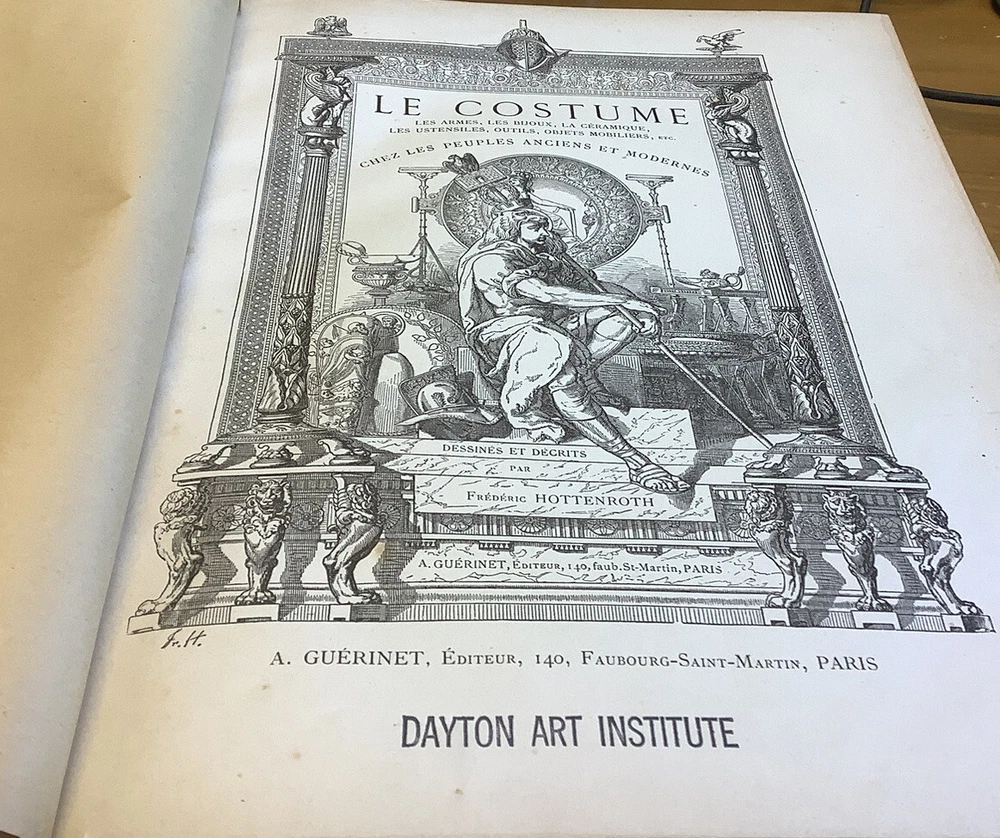 LE COSTUME
LES ARMES, LES BIJOUX, LA CÉRAMIQUE,
LES USTENSILES, OUTILS, OBJETS MOBILIERS, ETC.
CHEZ LES PEUPLES ANCIENS ET MODERNES
DESSINÉS ET DÉCRITS
PAR
FRÉDÉRIC HOTTENROTH
A. GUÉRINET, ÉDITEUR, 140, faub. St-Martin, PARIS
Fr. H.
A. GUÉRINET, ÉDITEUR, 140, FAUBOURG-SAINT-MARTIN, PARIS
DAYTON ART INSTITUTE